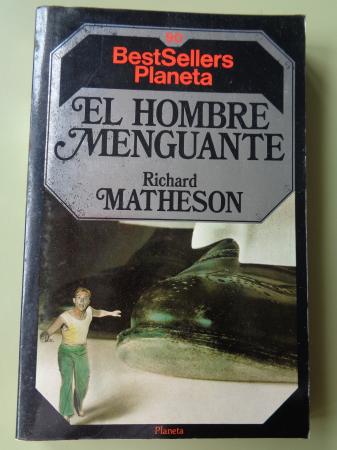 90
BestSellers
Planeta
EL HOMBRE
MENGUANTE
Richard
MATHESON
Planeta